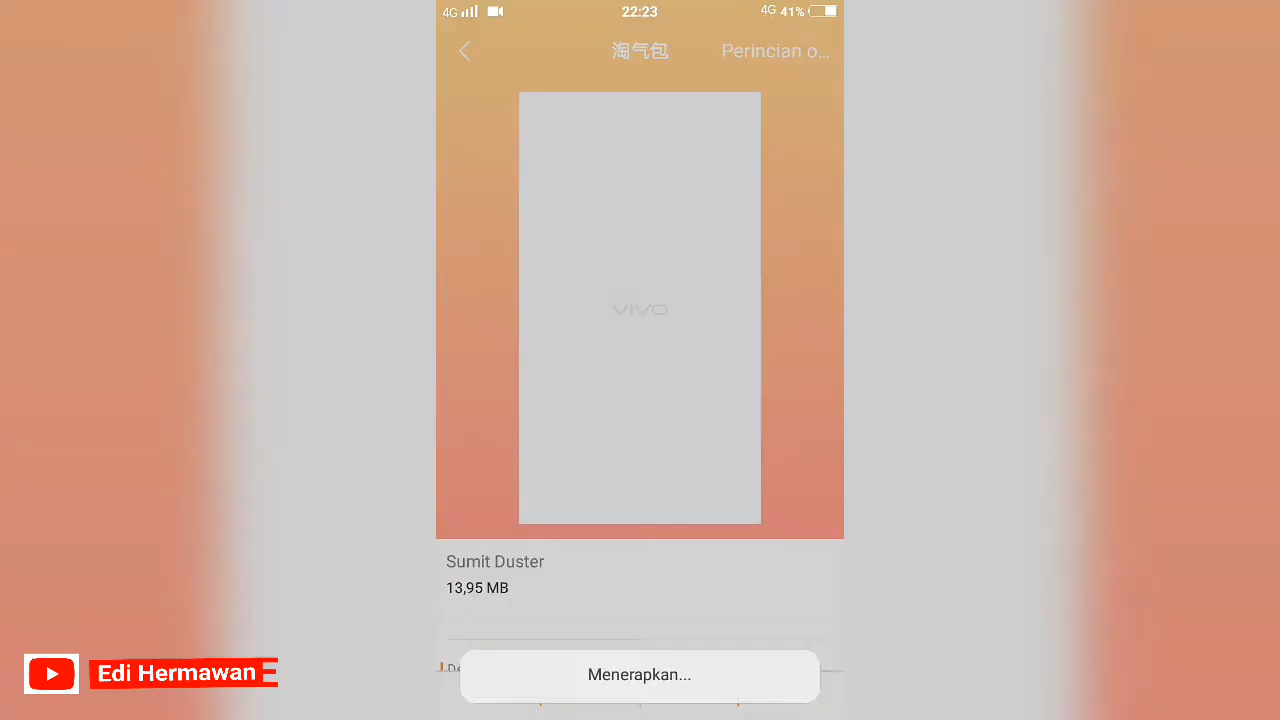 4G 22:23 4G 41%
淘气包 Perincian o...
VIVO
Sumit Duster
13,95 MB
Menerapkan...
Edi Hermawan E